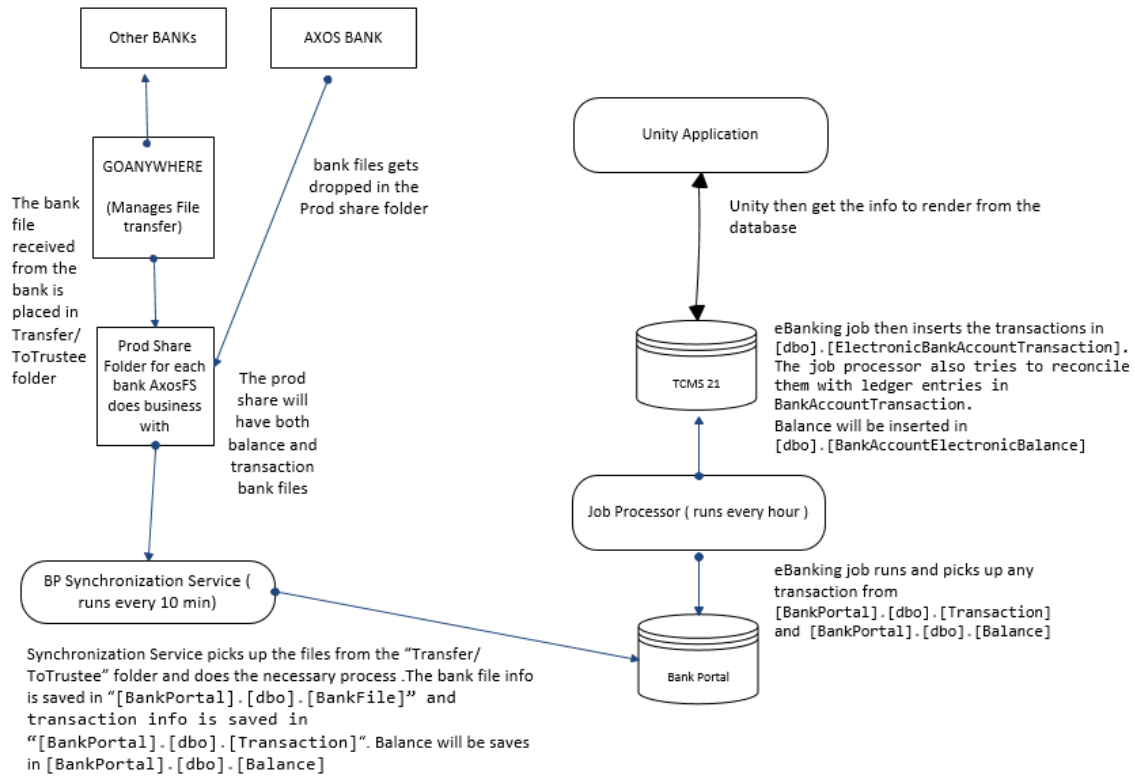 Other BANKs
AXOS BANK
GOANYWHERE
(Manages File
transfer)
The bank
file
received
from the
bank is
placed in
Transfer/
ToTrustee
folder
bank files gets
dropped in the
Prod share folder
Prod Share
Folder for each
bank AxosFS
does business
with
The prod
share will
have both
balance and
transaction
bank files
BP Synchronization Service (
runs every 10 min)
Synchronization Service picks up the files from the “Transfer/
ToTrustee” folder and does the necessary process .The bank file info
is saved in “[BankPortal].[dbo].[BankFile]” and
transaction info is saved in
“[BankPortal].[dbo].[Transaction]“. Balance will be saves
in [BankPortal].[dbo].[Balance]
Unity Application
Unity then get the info to render from the
database
TCMS 21
eBanking job then inserts the transactions in
[dbo].[ElectronicBankAccountTransaction].
The job processor also tries to reconcile
them with ledger entries in
BankAccountTransaction.
Balance will be inserted in
[dbo].[BankAccountElectronicBalance]
Job Processor ( runs every hour )
eBanking job runs and picks up any
transaction from
[BankPortal].[dbo].[Transaction]
and [BankPortal].[dbo].[Balance]
Bank Portal